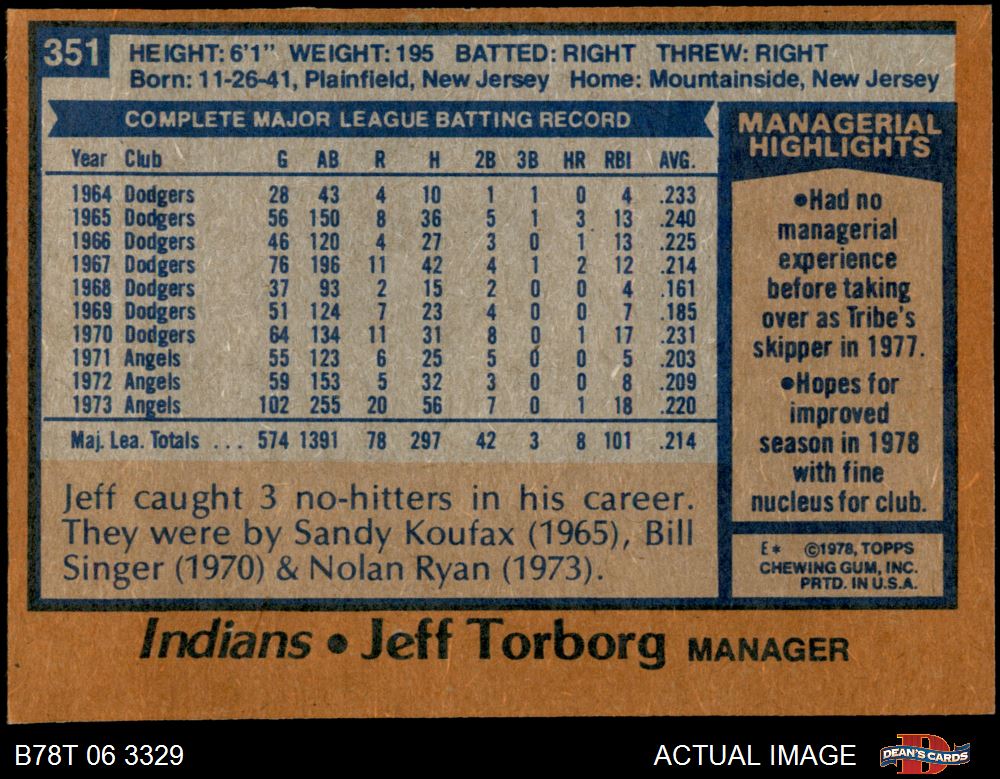 351
HEIGHT: 6'1" WEIGHT: 195 BATTED: RIGHT THREW: RIGHT
Born: 11-26-41, Plainfield, New Jersey Home: Mountainside, New Jersey
COMPLETE MAJOR LEAGUE BATTING RECORD
Year Club G AB R H 2B 3B HR RBI AVG.
1964 Dodgers 28 43 4 10 1 1 0 4 .233
1965 Dodgers 56 150 8 36 5 1 3 13 .240
1966 Dodgers 46 120 4 27 3 0 1 13 .225
1967 Dodgers 76 196 11 42 4 1 2 12 .214
1968 Dodgers 37 93 2 15 2 0 0 4 .161
1969 Dodgers 51 124 7 23 4 0 0 7 .185
1970 Dodgers 64 134 11 31 8 0 1 17 .231
1971 Angels 55 123 6 25 5 0 0 5 .203
1972 Angels 59 153 5 32 3 0 0 8 .209
1973 Angels 102 255 20 56 7 0 1 18 .220
Maj. Lea. Totals ... 574 1391 78 297 42 3 8 101 .214
Jeff caught 3 no-hitters in his career.
They were by Sandy Koufax (1965), Bill
Singer (1970) & Nolan Ryan (1973).
MANAGERIAL
HIGHLIGHTS
•Had no
managerial
experience
before taking
over as Tribe's
skipper in 1977.
•Hopes for
improved
season in 1978
with fine
nucleus for club.
E* ©1978, TOPPS
CHEWING GUM, INC.
PRTD. IN U.S.A.
Indians • Jeff Torborg MANAGER
B78T 06 3329
ACTUAL IMAGE
DEAN'S CARDS